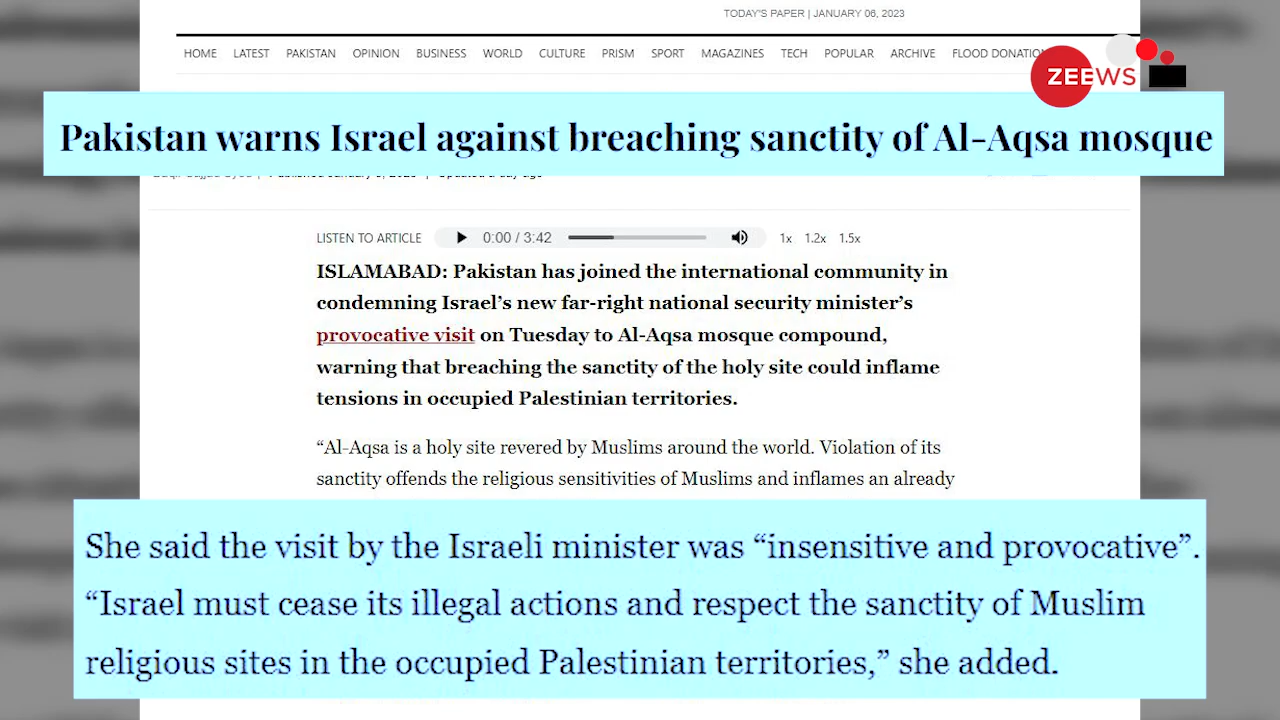 TODAY'S PAPER | JANUARY 06, 2023
HOME LATEST PAKISTAN OPINION BUSINESS WORLD CULTURE PRISM SPORT MAGAZINES TECH POPULAR ARCHIVE FLOOD DONATION
ZEE WS
Pakistan warns Israel against breaching sanctity of Al-Aqsa mosque
LISTEN TO ARTICLE 0:00 / 3:42 1x 1.2x 1.5x
ISLAMABAD: Pakistan has joined the international community in
condemning Israel’s new far-right national security minister’s
provocative visit on Tuesday to Al-Aqsa mosque compound,
warning that breaching the sanctity of the holy site could inflame
tensions in occupied Palestinian territories.
“Al-Aqsa is a holy site revered by Muslims around the world. Violation of its
sanctity offends the religious sensitivities of Muslims and inflames an already
She said the visit by the Israeli minister was “insensitive and provocative”.
“Israel must cease its illegal actions and respect the sanctity of Muslim
religious sites in the occupied Palestinian territories,” she added.